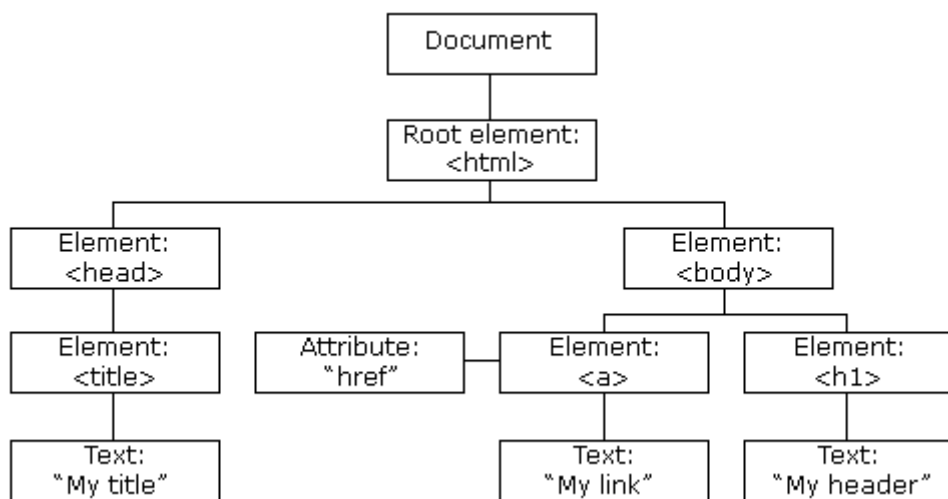 Document
Root element:
<html>
Element:
<head>
Element:
<body>
Element:
<title>
Attribute:
“href”
Element:
<a>
Element:
<h1>
Text:
“My title”
Text:
“My link”
Text:
“My header”